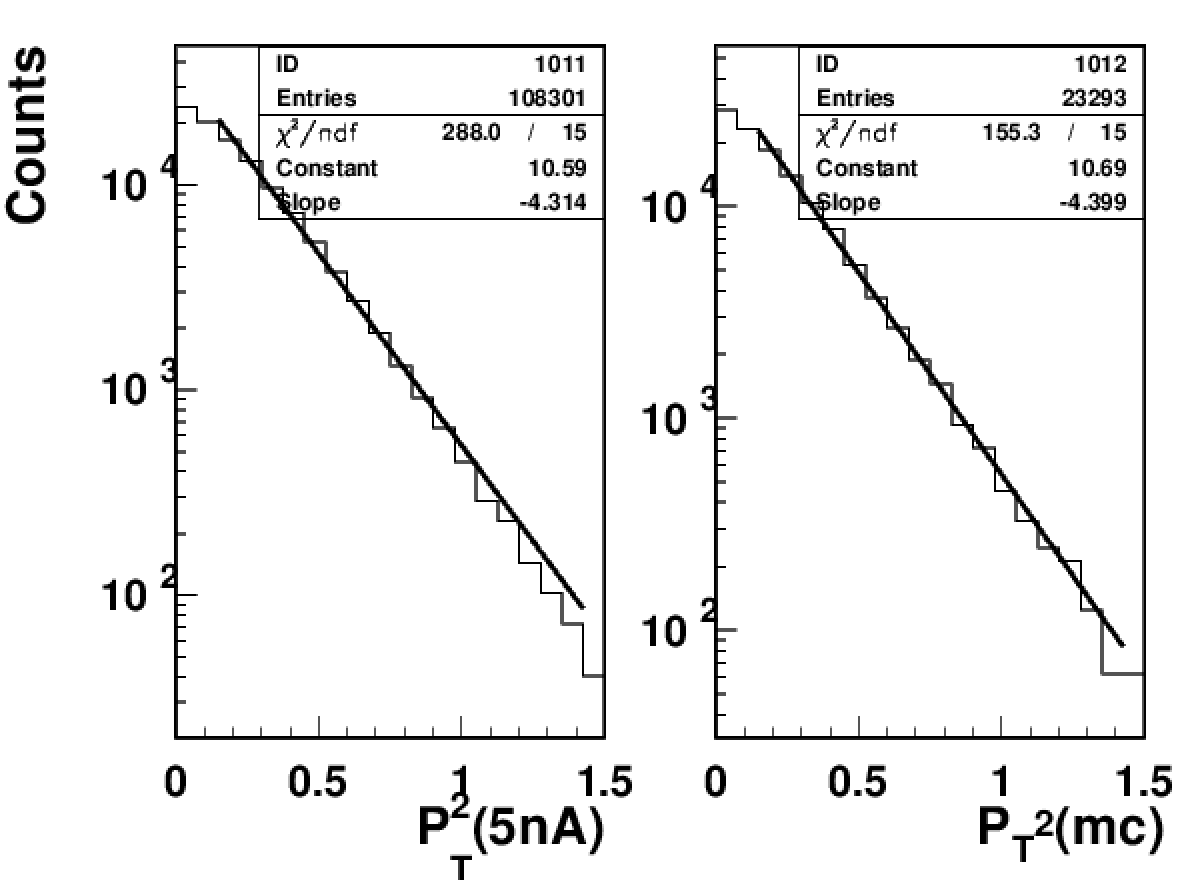 Counts
ID 1011
Entries 108301
χ²/ndf 288.0 / 15
Constant 10.59
Slope -4.314
10⁴
10³
10²
0 0.5 1 1.5
P_T²(5nA)
ID 1012
Entries 23293
χ²/ndf 155.3 / 15
Constant 10.69
Slope -4.399
10⁴
10³
10²
0 0.5 1 1.5
P_T²(mc)